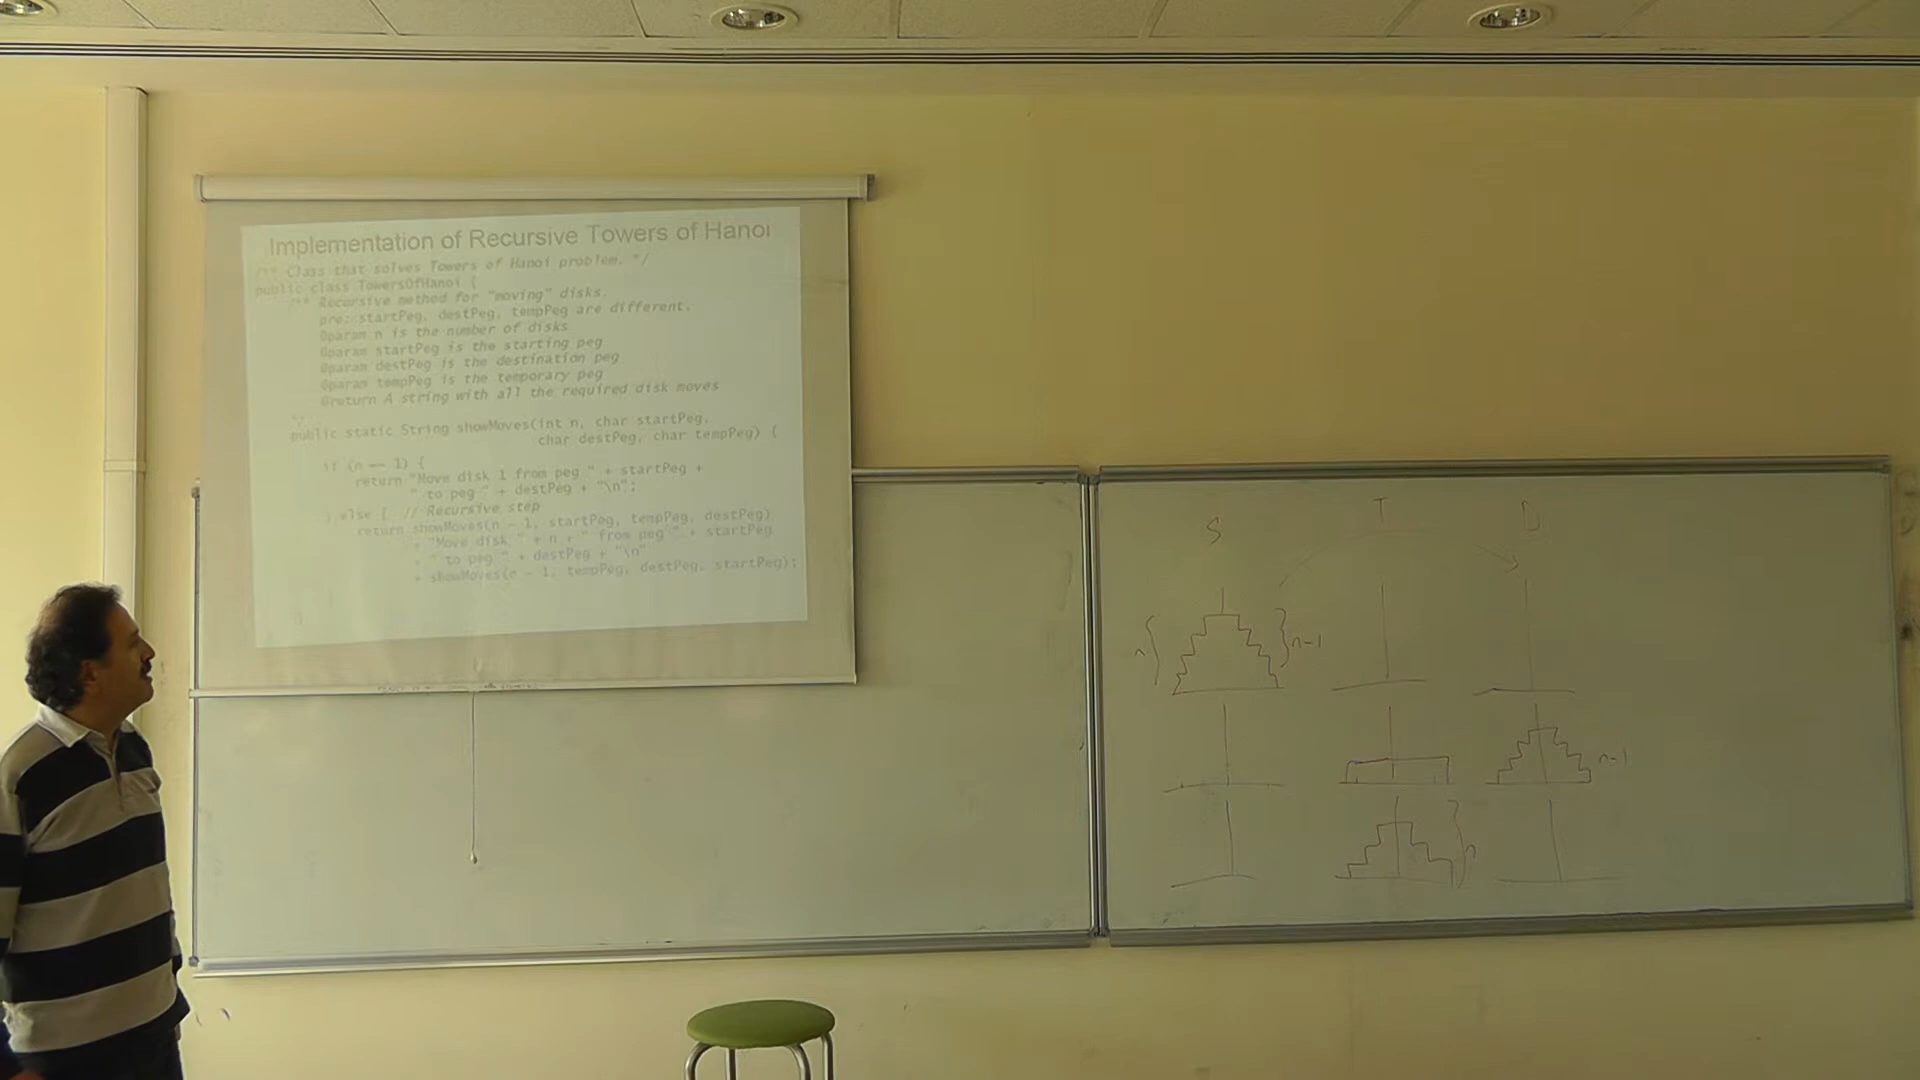 Implementation of Recursive Towers of Hanoi
/** Class that solves Towers of Hanoi problem. */
public class TowersOfHanoi {
/** Recursive method for "moving" disks.
pre: startPeg, destPeg, tempPeg are different.
@param n is the number of disks
@param startPeg is the starting peg
@param destPeg is the destination peg
@param tempPeg is the temporary peg
@return A string with all the required disk moves
*/
public static String showMoves(int n, char startPeg,
char destPeg, char tempPeg) {
if (n == 1) {
return "Move disk 1 from peg " + startPeg +
" to peg " + destPeg + "\n";
} else { // Recursive step
return showMoves(n - 1, startPeg, tempPeg, destPeg)
+ "Move disk " + n + " from peg " + startPeg
+ " to peg " + destPeg + "\n"
+ showMoves(n - 1, tempPeg, destPeg, startPeg);
S T D
n n-1
n-1
n